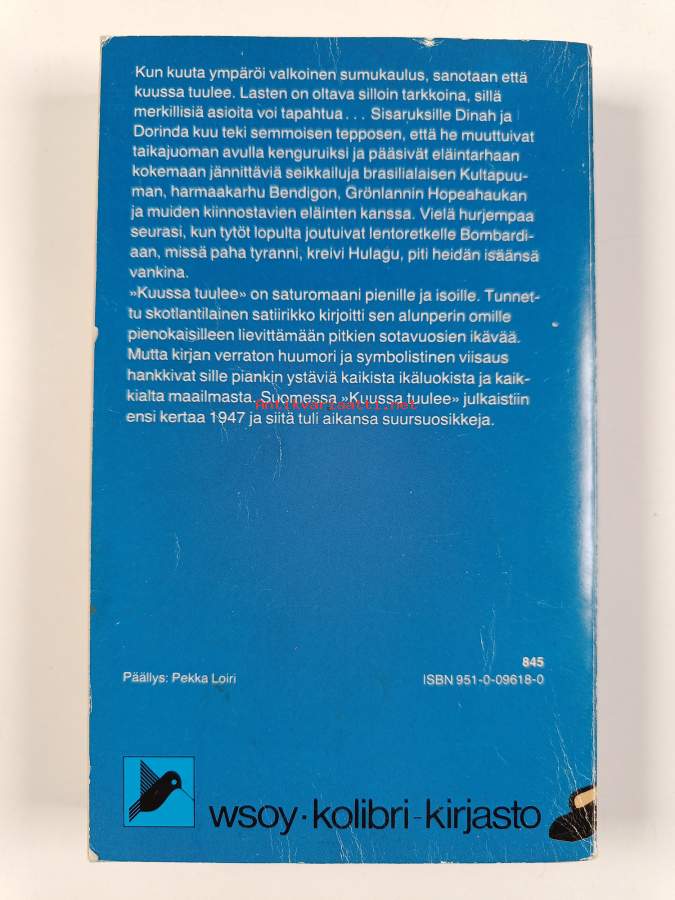 Kun kuuta ympäröi valkoinen sumukaulus, sanotaan että
kuussa tuulee. Lasten on oltava silloin tarkkoina, sillä
merkillisiä asioita voi tapahtua... Sisaruksille Dinah ja
Dorinda kuu teki semmoisen tepposen, että he muuttuivat
taikajuoman avulla kenguruiksi ja pääsivät eläintarhaan
kokemaan jännittäviä seikkailuja brasilialaisen Kultapuu-
man, harmaakarhu Bendigon, Grönlannin Hopeahaukan
ja muiden kiinnostavien eläinten kanssa. Vielä hurjempaa
seurasi, kun tytöt lopulta joutuivat lentoretkelle Bombardi-
aan, missä paha tyranni, kreivi Hulagu, piti heidän isäänsä
vankina.
»Kuussa tuulee» on saturomaani pienille ja isoille. Tunnet-
tu skotlantilainen satiirikko kirjoitti sen alunperin omille
pienokaisilleen lievittämään pitkien sotavuosien ikävää.
Mutta kirjan verraton huumori ja symbolistinen viisaus
hankkivat sille piankin ystäviä kaikista ikäluokista ja kaik-
kialta maailmasta. Suomessa »Kuussa tuulee» julkaistiin
Antikvariaatti.net
ensi kertaa 1947 ja siitä tuli aikansa suursuosikkeja.
845
Päällys: Pekka Loiri
ISBN 951-0-09618-0
wsoy·kolibri-kirjasto